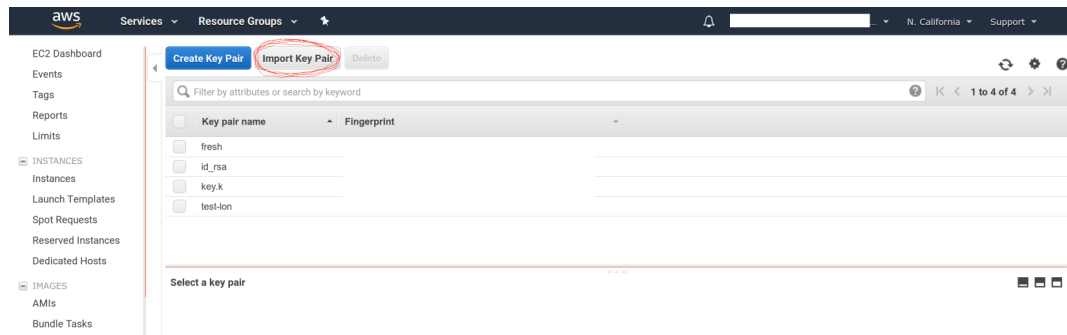 aws Services Resource Groups N. California Support
EC2 Dashboard
Events
Tags
Reports
Limits
INSTANCES
Instances
Launch Templates
Spot Requests
Reserved Instances
Dedicated Hosts
IMAGES
AMIs
Bundle Tasks
Create Key Pair Import Key Pair Delete
Filter by attributes or search by keyword 1 to 4 of 4
Key pair name Fingerprint
fresh
id_rsa
key.k
test-lon
Select a key pair